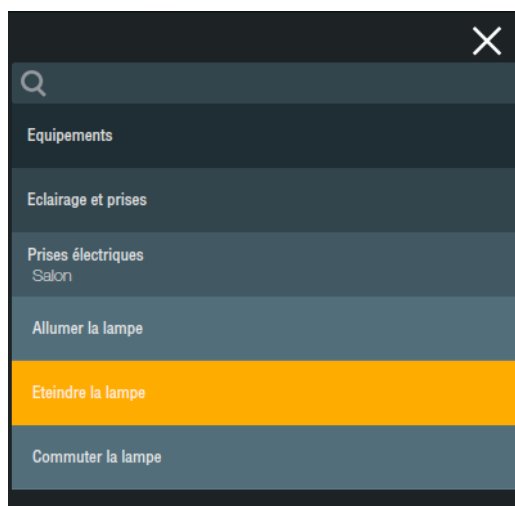 Equipements
Eclairage et prises
Prises électriques
Salon
Allumer la lampe
Eteindre la lampe
Commuter la lampe